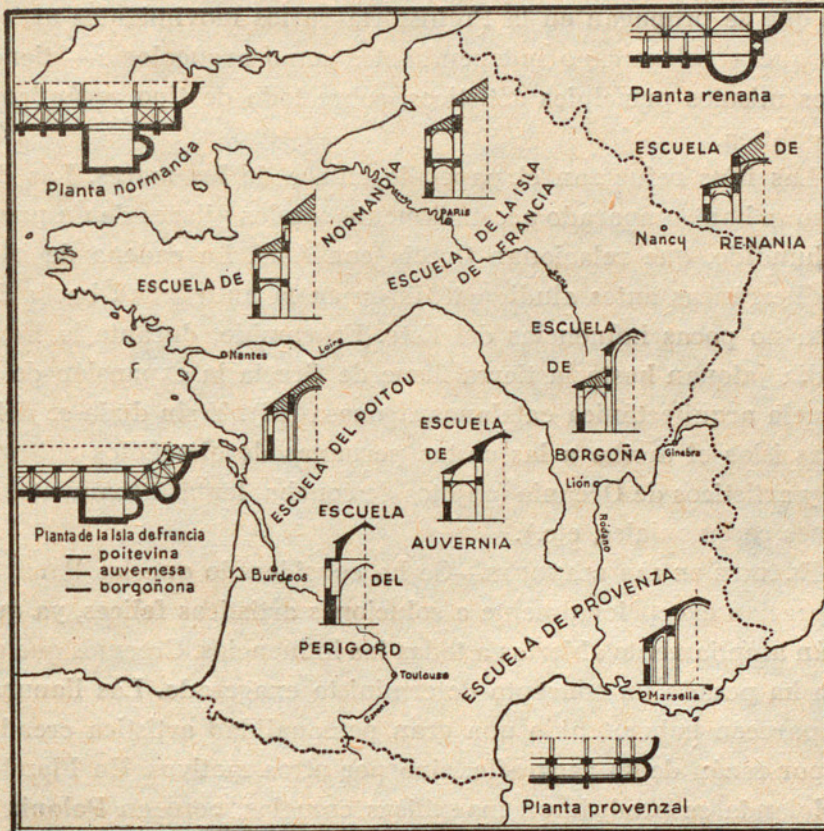 Planta normanda
Planta renana
ESCUELA DE
RENANIA
Nancy
PARIS
ESCUELA DE
NORMANDIA
ESCUELA DE LA ISLA
DE FRANCIA
Nantes
Loira
ESCUELA DEL POITOU
ESCUELA
DE
BORGOÑA
Ginebra
ESCUELA
DE
AUVERNIA
Lión
Ródano
Planta de la Isla de Francia
poitevina
auvernesa
borgoñona
Burdeos
ESCUELA
DEL
PERIGORD
Toulouse
ESCUELA DE PROVENZA
Marsella
Planta provenzal